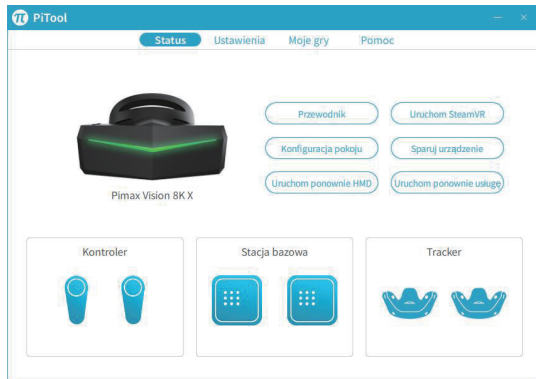 PiTool
Status Ustawienia Moje gry Pomoc
Przewodnik Uruchom SteamVR
Konfiguracja pokoju Sparuj urządzenie
Uruchom ponownie HMD Uruchom ponownie usługę
Pimax Vision 8K X
Kontroler Stacja bazowa Tracker